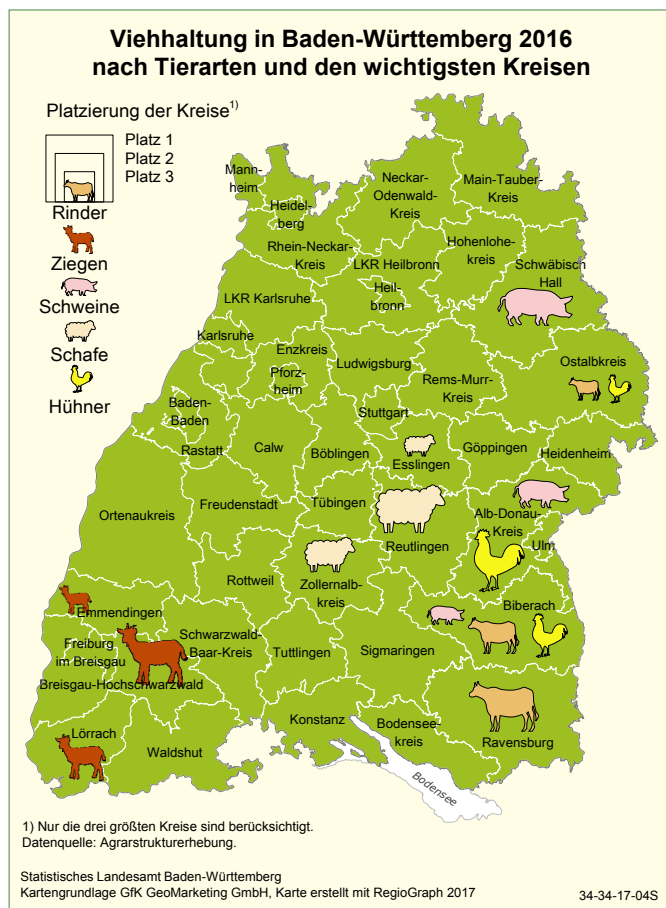 Viehhaltung in Baden-Württemberg 2016
nach Tierarten und den wichtigsten Kreisen
Platzierung der Kreise1)
Platz 1
Platz 2
Platz 3
Rinder
Ziegen
Schweine
Schafe
Hühner
Mann-
heim
Heidel-
berg
Neckar-
Odenwald-
Kreis
Main-Tauber-
Kreis
Rhein-Neckar-
Kreis
LKR Heilbronn
Heil-
bronn
Hohenlohe-
kreis
Schwäbisch
Hall
LKR Karlsruhe
Karlsruhe
Enzkreis
Pforz-
heim
Ludwigsburg
Rems-Murr-
Kreis
Ostalbkreis
Baden-
Baden
Rastatt
Calw
Böblingen
Stuttgart
Esslingen
Göppingen
Heidenheim
Ortenaukreis
Freudenstadt
Tübingen
Reutlingen
Alb-Donau-
Kreis
Ulm
Rottweil
Zollernalb-
kreis
Biberach
Emmendingen
Freiburg
im Breisgau
Schwarzwald-
Baar-Kreis
Tuttlingen
Sigmaringen
Breisgau-Hochschwarzwald
Lörrach
Waldshut
Konstanz
Bodensee-
kreis
Ravensburg
Bodensee
1) Nur die drei größten Kreise sind berücksichtigt.
Datenquelle: Agrarstrukturerhebung.
Statistisches Landesamt Baden-Württemberg
Kartengrundlage GfK GeoMarketing GmbH, Karte erstellt mit RegioGraph 2017
34-34-17-04S